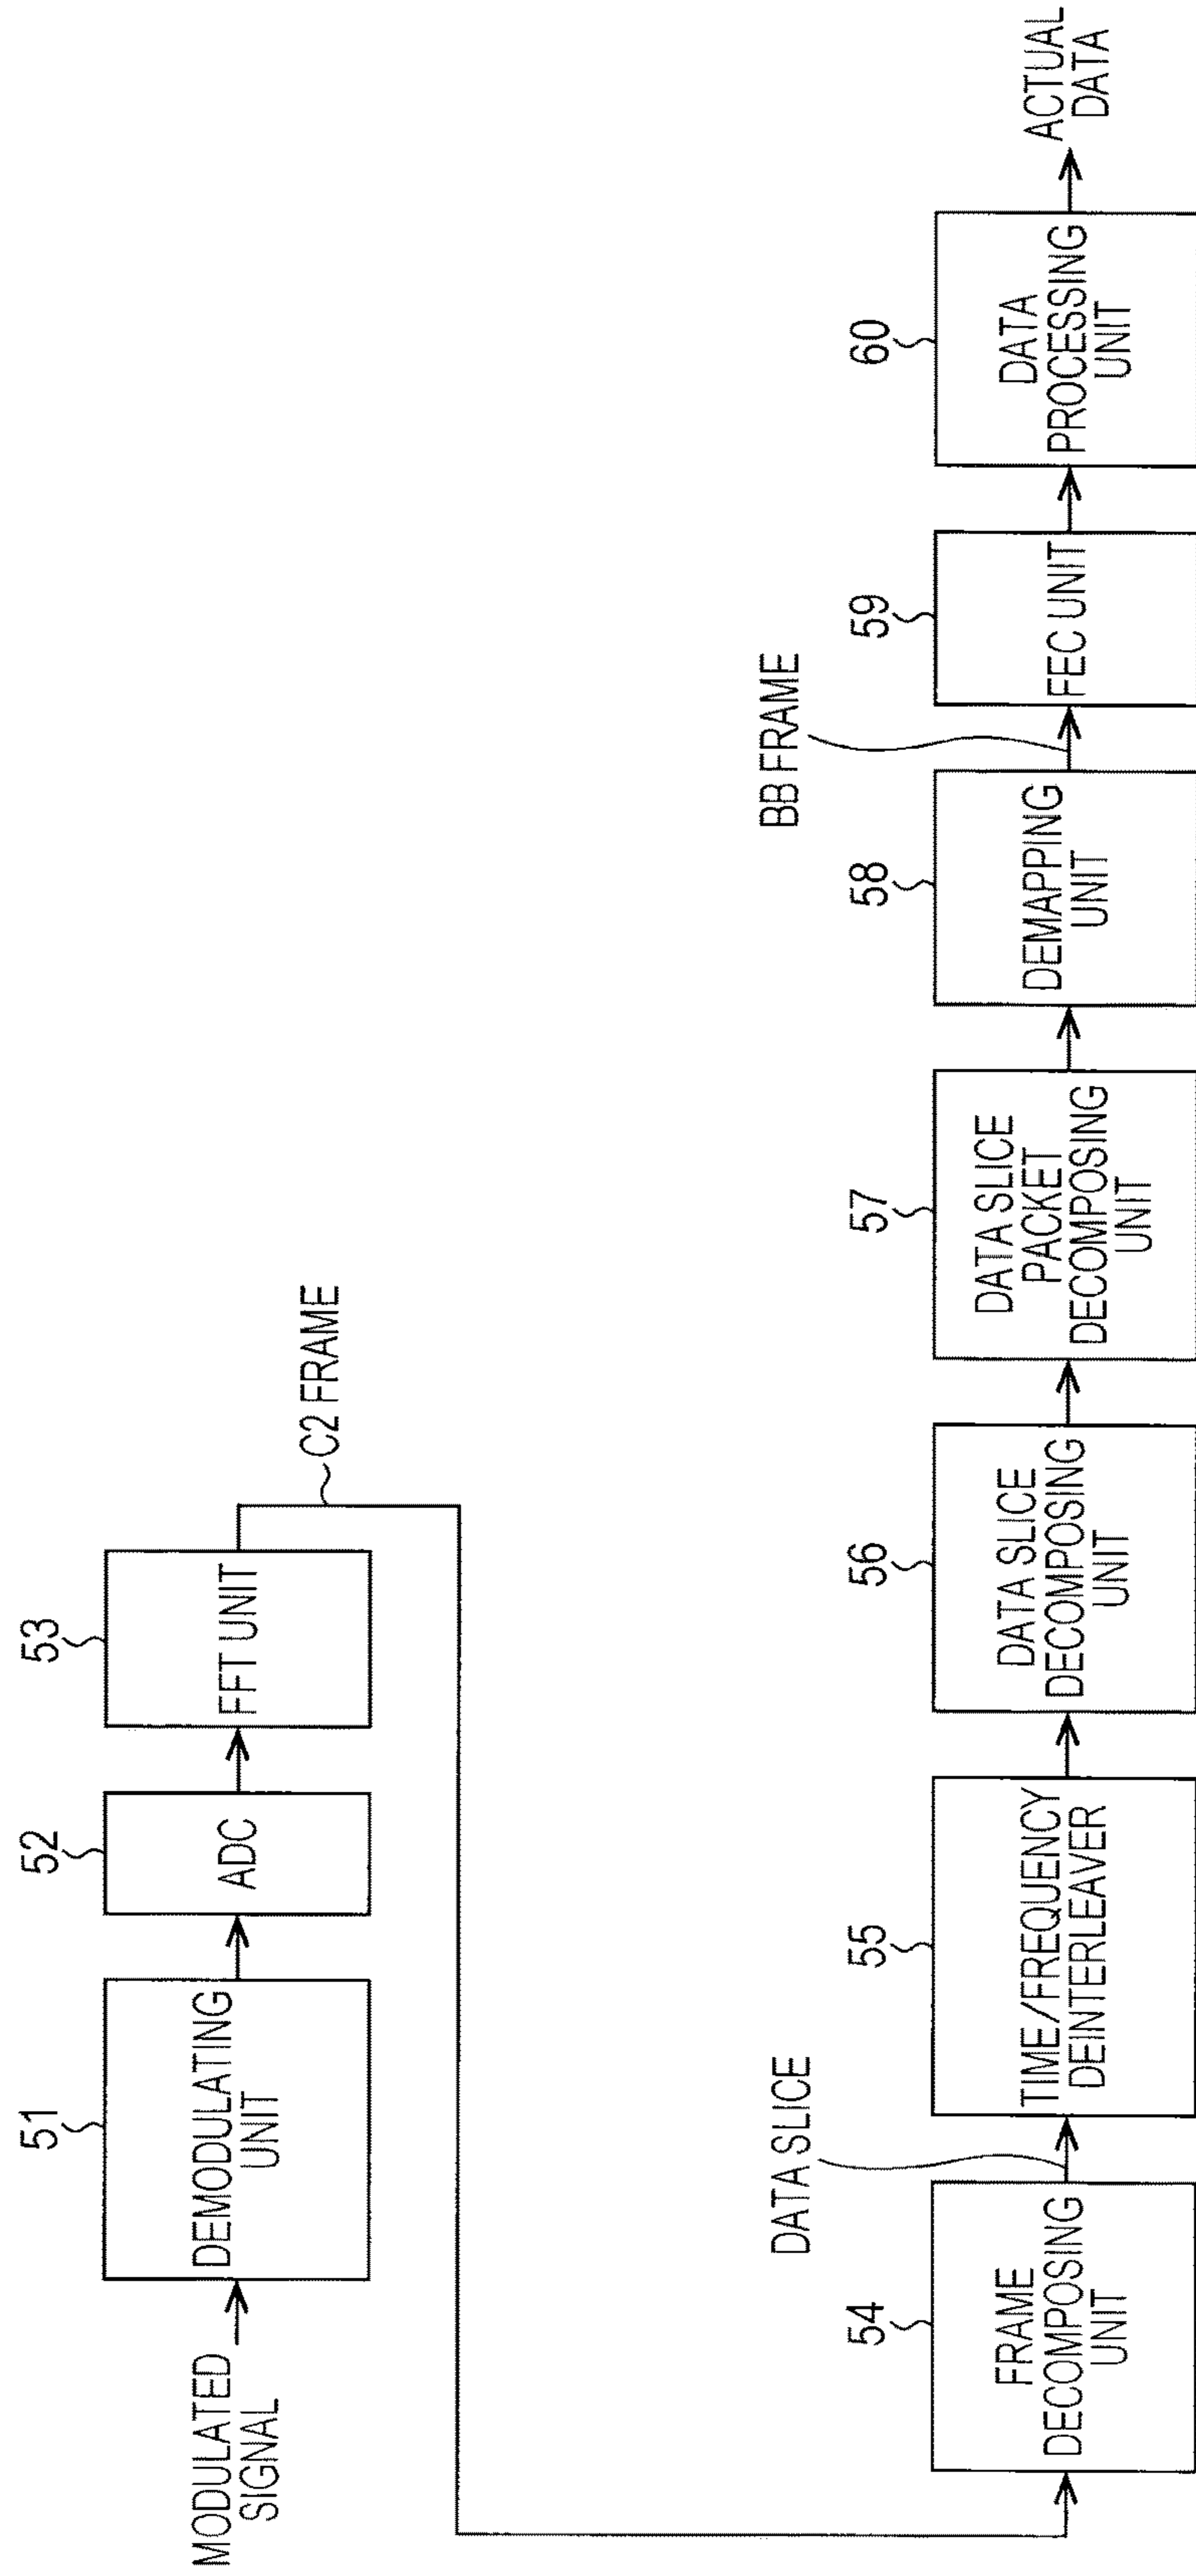 MODULATED
SIGNAL
51
DEMODULATING
UNIT
52
ADC
53
FFT UNIT
C2 FRAME
54
FRAME
DECOMPOSING
UNIT
DATA SLICE
55
TIME/FREQUENCY
DEINTERLEAVER
56
DATA SLICE
DECOMPOSING
UNIT
57
DATA SLICE
PACKET
DECOMPOSING
UNIT
58
DEMAPPING
UNIT
BB FRAME
59
FEC UNIT
60
DATA
PROCESSING
UNIT
ACTUAL
DATA